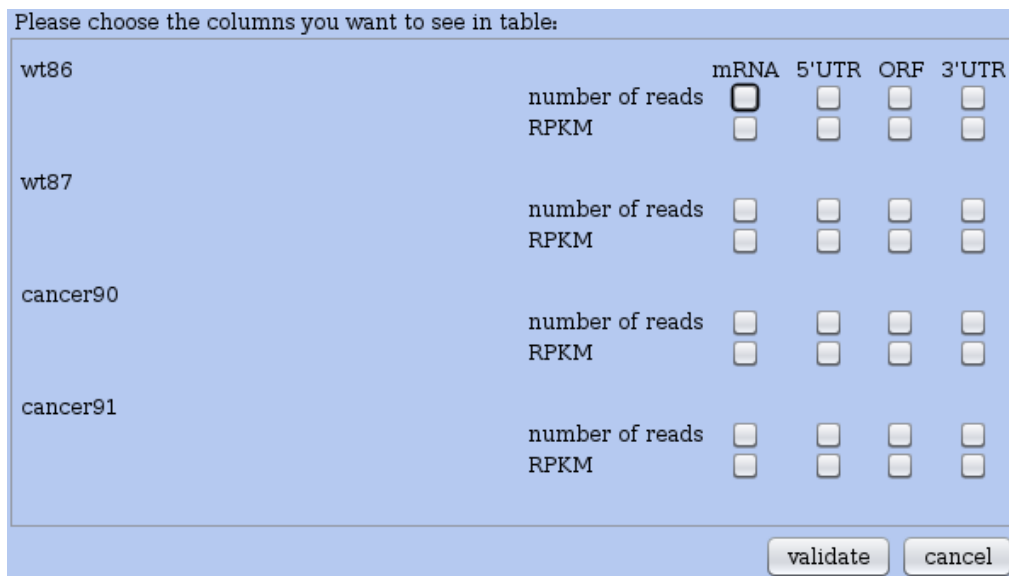 Please choose the columns you want to see in table:
wt86
mRNA 5'UTR ORF 3'UTR
number of reads
RPKM
wt87
number of reads
RPKM
cancer90
number of reads
RPKM
cancer91
number of reads
RPKM
validate cancel